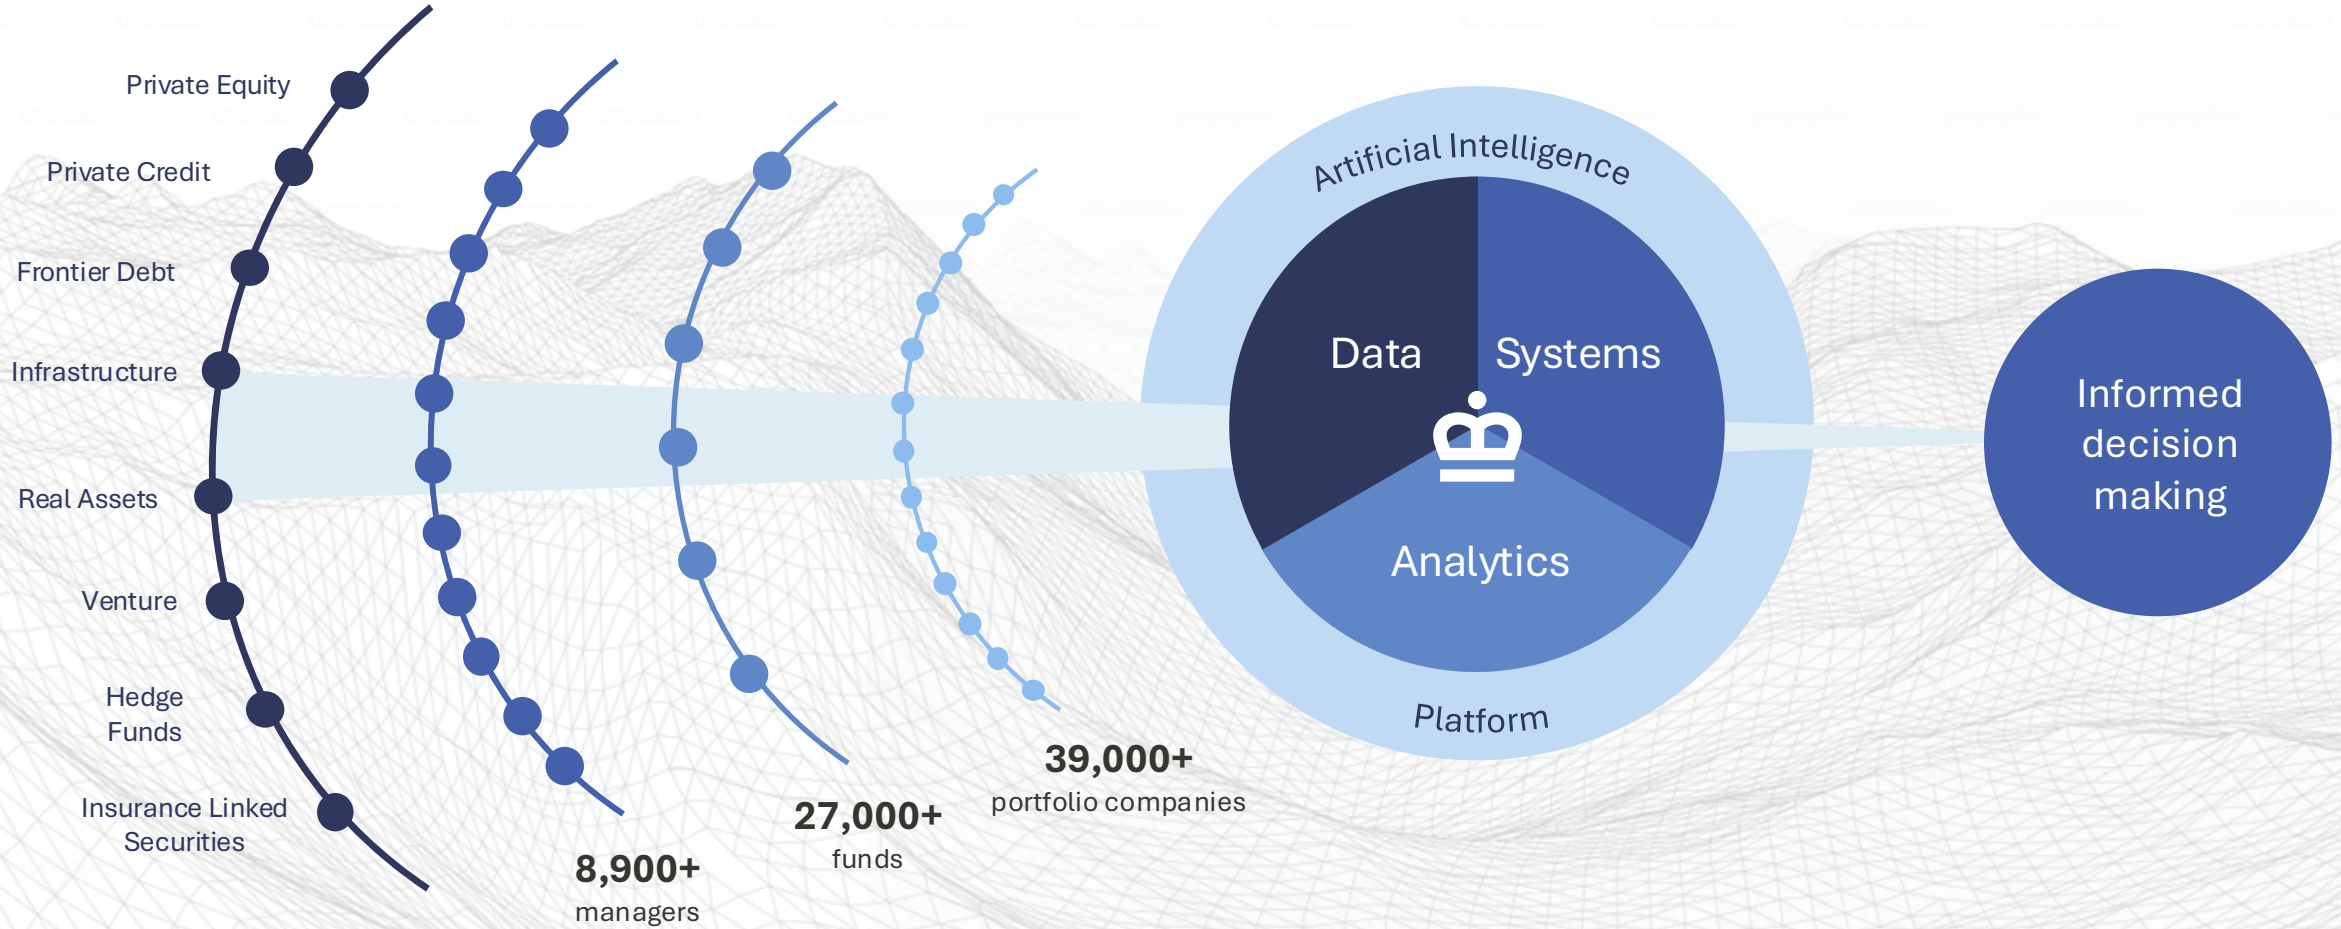 Private Equity
Private Credit
Frontier Debt
Infrastructure
Real Assets
Venture
Hedge
Funds
Insurance Linked
Securities
8,900+
managers
27,000+
funds
39,000+
portfolio companies
Artificial Intelligence
Data
Systems
Analytics
Platform
Informed
decision
making
Unsplash+